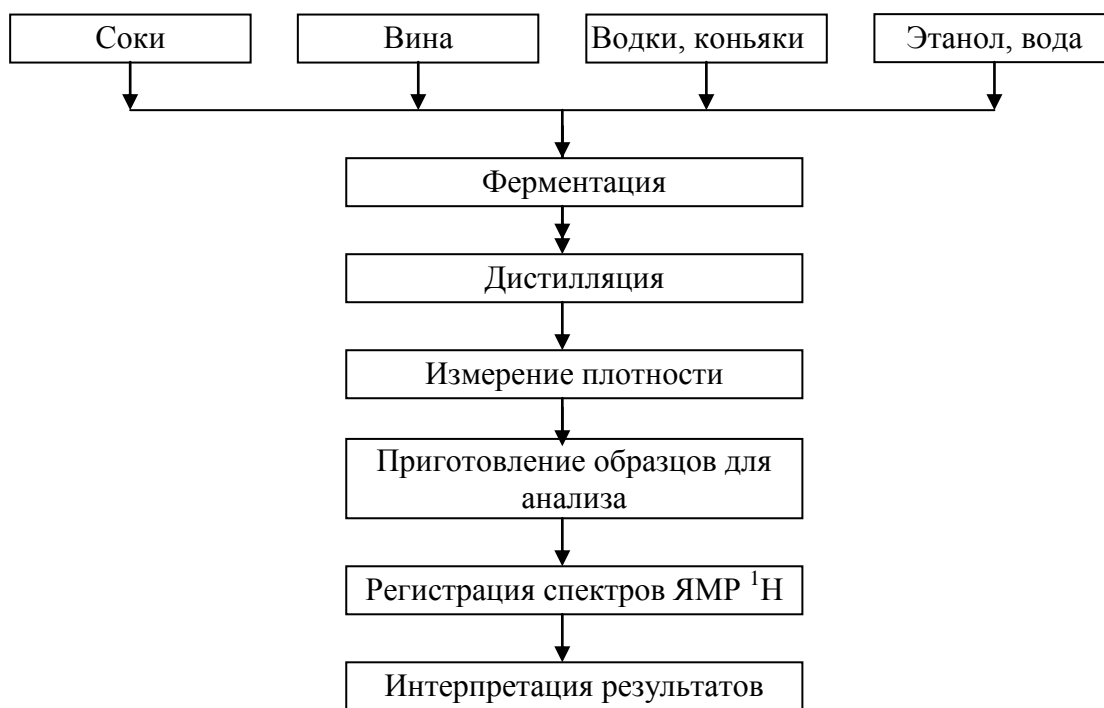 Соки
Вина
Водки, коньяки
Этанол, вода
Ферментация
Дистилляция
Измерение плотности
Приготовление образцов для
анализа
Регистрация спектров ЯМР ¹Н
Интерпретация результатов